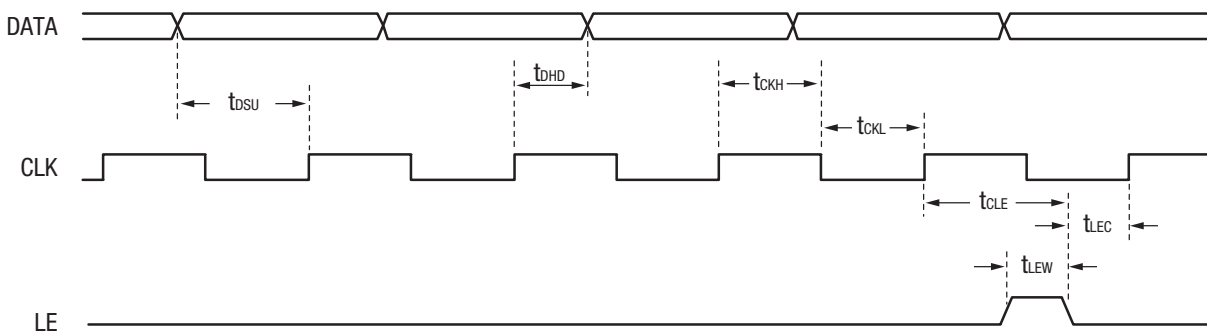 DATA
tDHD
tCKH
tDSU
tCKL
CLK
tCLE
tLEC
tLEW
LE